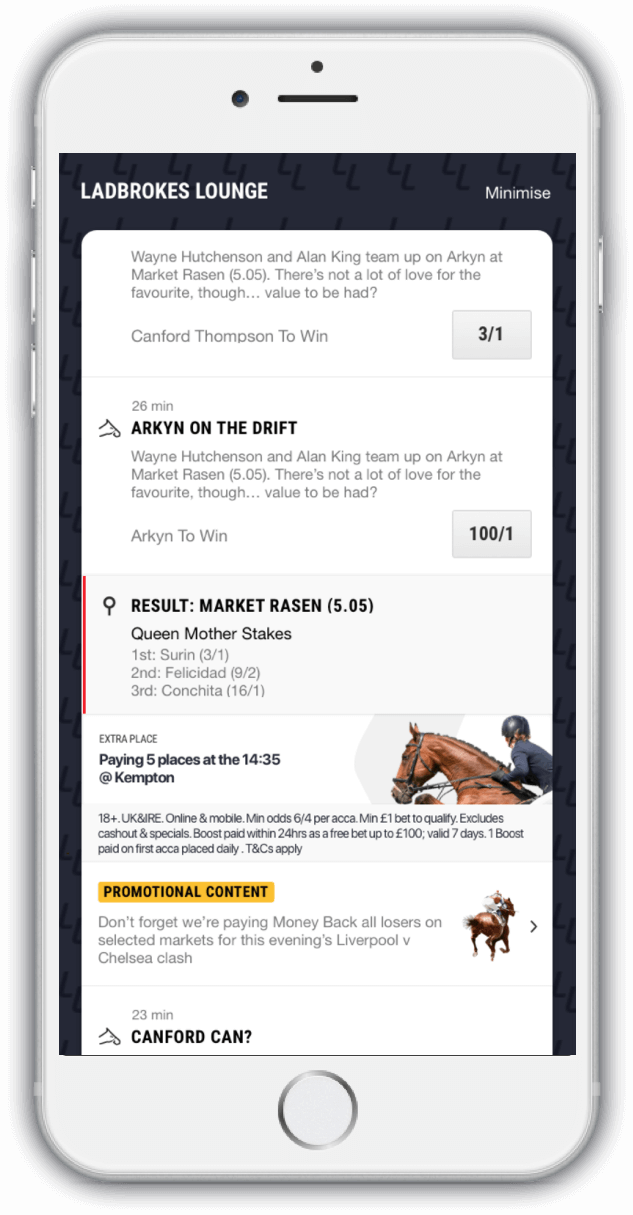 LADBROKES LOUNGE
Minimise
Wayne Hutchenson and Alan King team up on Arkyn at
Market Rasen (5.05). There's not a lot of love for the
favourite, though... value to be had?
Canford Thompson To Win
3/1
26 min
ARKYN ON THE DRIFT
Wayne Hutchenson and Alan King team up on Arkyn at
Market Rasen (5.05). There's not a lot of love for the
favourite, though... value to be had?
Arkyn To Win
100/1
RESULT: MARKET RASEN (5.05)
Queen Mother Stakes
1st: Surin (3/1)
2nd: Felicidad (9/2)
3rd: Conchita (16/1)
EXTRA PLACE
Paying 5 places at the 14:35
@ Kempton
18+. UK&IRE. Online & mobile. Min odds 6/4 per acca. Min £1 bet to qualify. Excludes
cashout & specials. Boost paid within 24hrs as a free bet up to £100; valid 7 days. 1 Boost
paid on first acca placed daily . T&Cs apply
PROMOTIONAL CONTENT
Don't forget we're paying Money Back all losers on
selected markets for this evening's Liverpool v
Chelsea clash
23 min
CANFORD CAN?